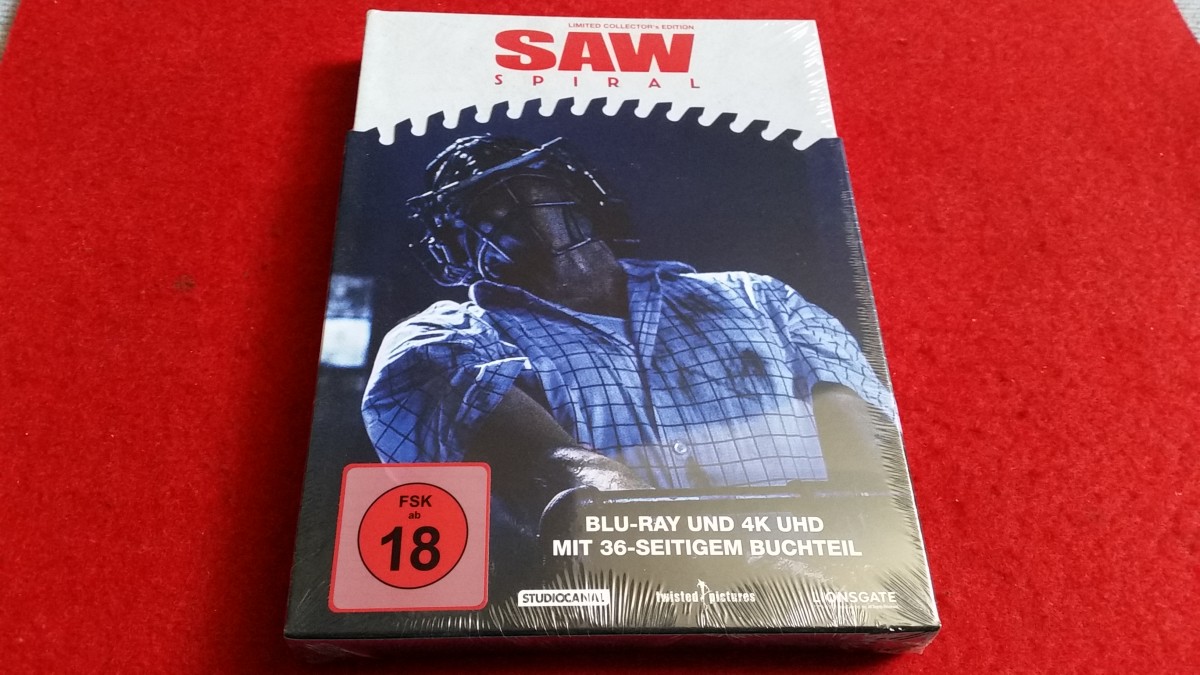 LIMITED COLLECTOR'S EDITION
SAW
SPIRAL
FSK
ab
18
BLU-RAY UND 4K UHD
MIT 36-SEITIGEM BUCHTEIL
STUDIOCANAL
twisted pictures
LIONSGATE